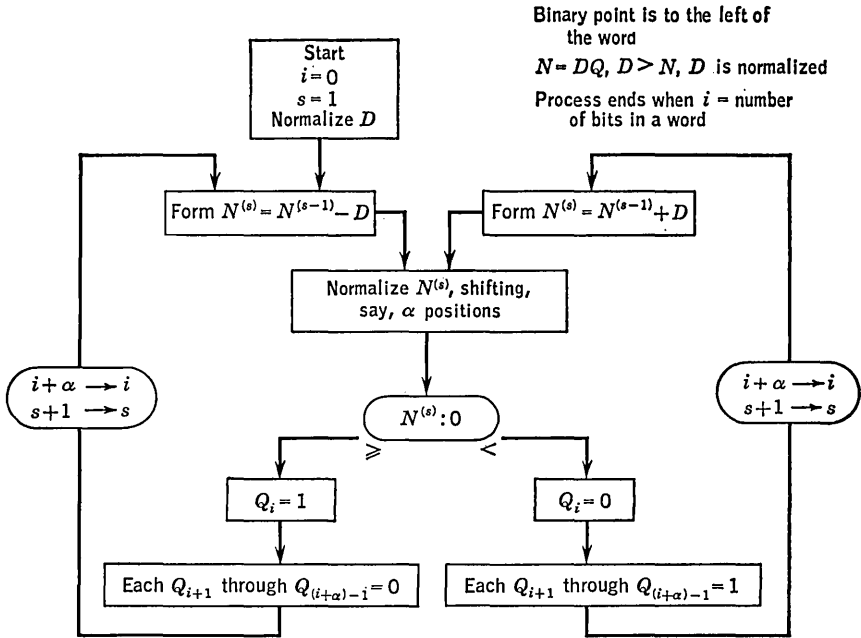 Binary point is to the left of
the word
N = DQ, D > N, D is normalized
Process ends when i = number
of bits in a word
Start
i = 0
s = 1
Normalize D
Form N^(s) = N^(s−1) − D
Form N^(s) = N^(s−1) + D
Normalize N^(s), shifting,
say, α positions
i + α → i
s+1 → s
i + α → i
s+1 → s
N^(s) : 0
≥
<
Q_i = 1
Q_i = 0
Each Q_{i+1} through Q_{(i+α)−1} = 0
Each Q_{i+1} through Q_{(i+α)−1} = 1